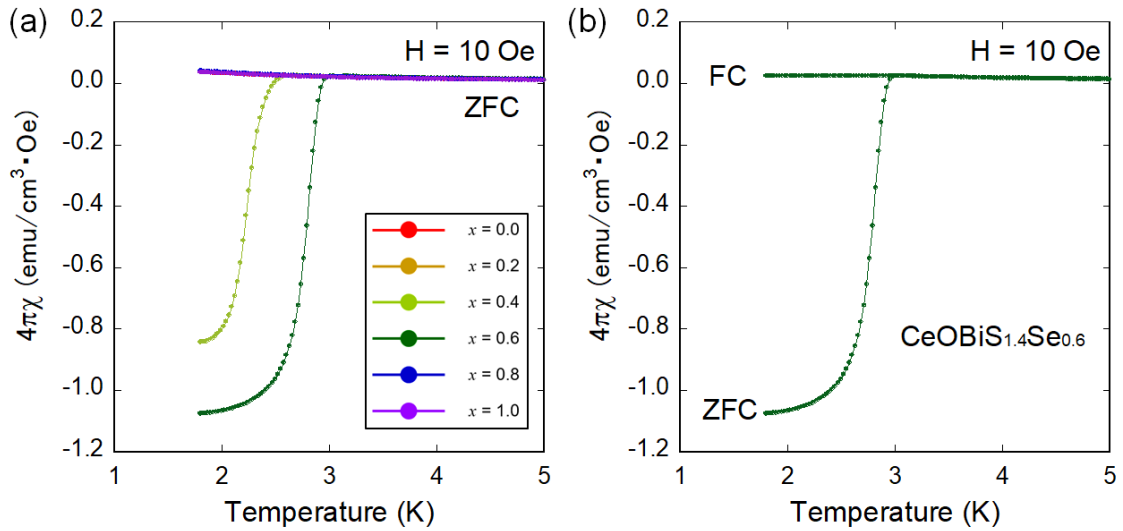 (a)
H = 10 Oe
ZFC
4πχ (emu/cm³・Oe)
0.2
0.0
-0.2
-0.4
-0.6
-0.8
-1.0
-1.2
x = 0.0
x = 0.2
x = 0.4
x = 0.6
x = 0.8
x = 1.0
1 2 3 4 5
Temperature (K)
(b)
H = 10 Oe
FC
4πχ (emu/cm³・Oe)
0.2
0.0
-0.2
-0.4
-0.6
-0.8
-1.0
-1.2
CeOBiS₁.₄Se₀.₆
ZFC
1 2 3 4 5
Temperature (K)